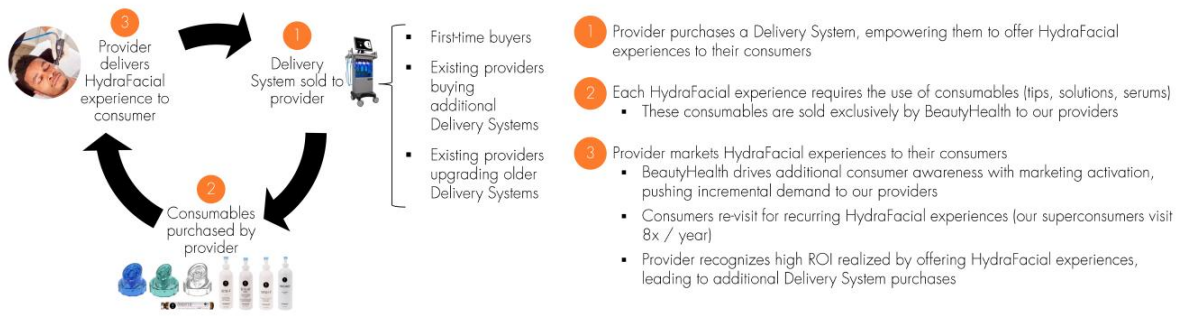 3
Provider
delivers
HydraFacial
experience to
consumer
1
Delivery
System sold to
provider
▪ First-time buyers
▪ Existing providers
buying
additional
Delivery Systems
▪ Existing providers
upgrading older
Delivery Systems
2
Consumables
purchased by
provider
1 Provider purchases a Delivery System, empowering them to offer HydraFacial
experiences to their consumers
2 Each HydraFacial experience requires the use of consumables (tips, solutions, serums)
▪ These consumables are sold exclusively by BeautyHealth to our providers
3 Provider markets HydraFacial experiences to their consumers
▪ BeautyHealth drives additional consumer awareness with marketing activation,
pushing incremental demand to our providers
▪ Consumers re-visit for recurring HydraFacial experiences (our superconsumers visit
8x / year)
▪ Provider recognizes high ROI realized by offering HydraFacial experiences,
leading to additional Delivery System purchases